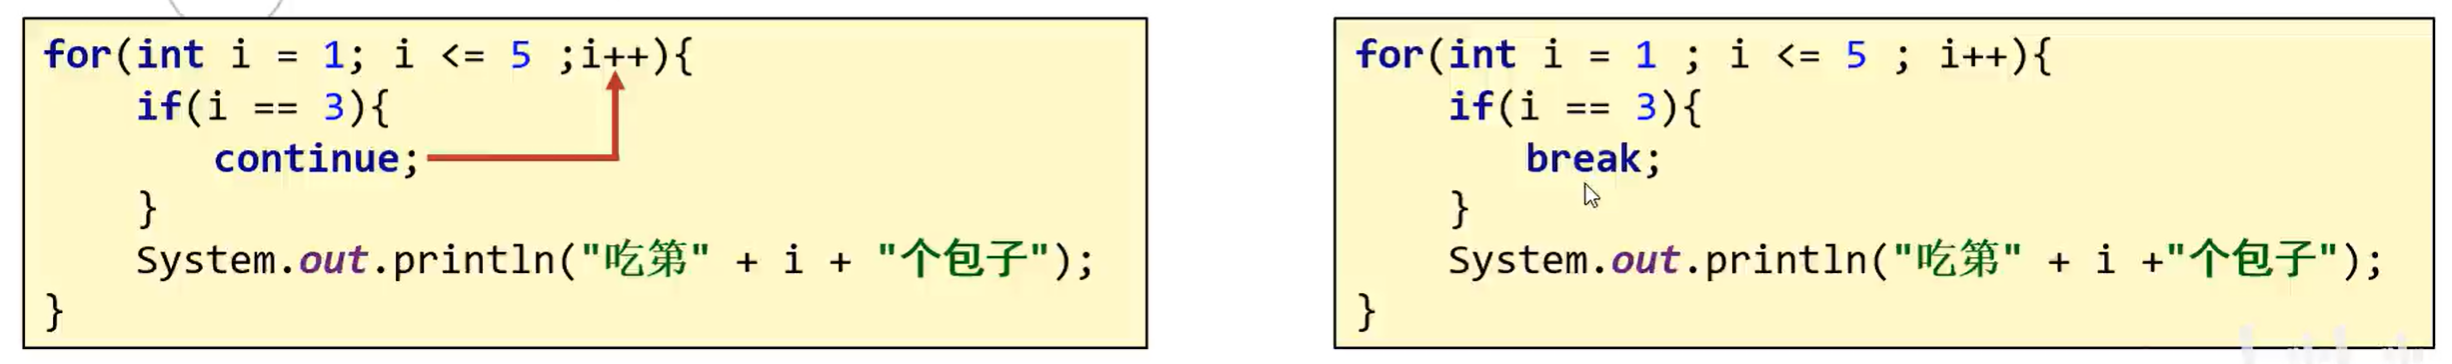 for(int i = 1; i <= 5 ;i++){
    if(i == 3){
        continue;
    }
    System.out.println("吃第" + i + "个包子");
}
for(int i = 1 ; i <= 5 ; i++){
    if(i == 3){
        break;
    }
    System.out.println("吃第" + i +"个包子");
}